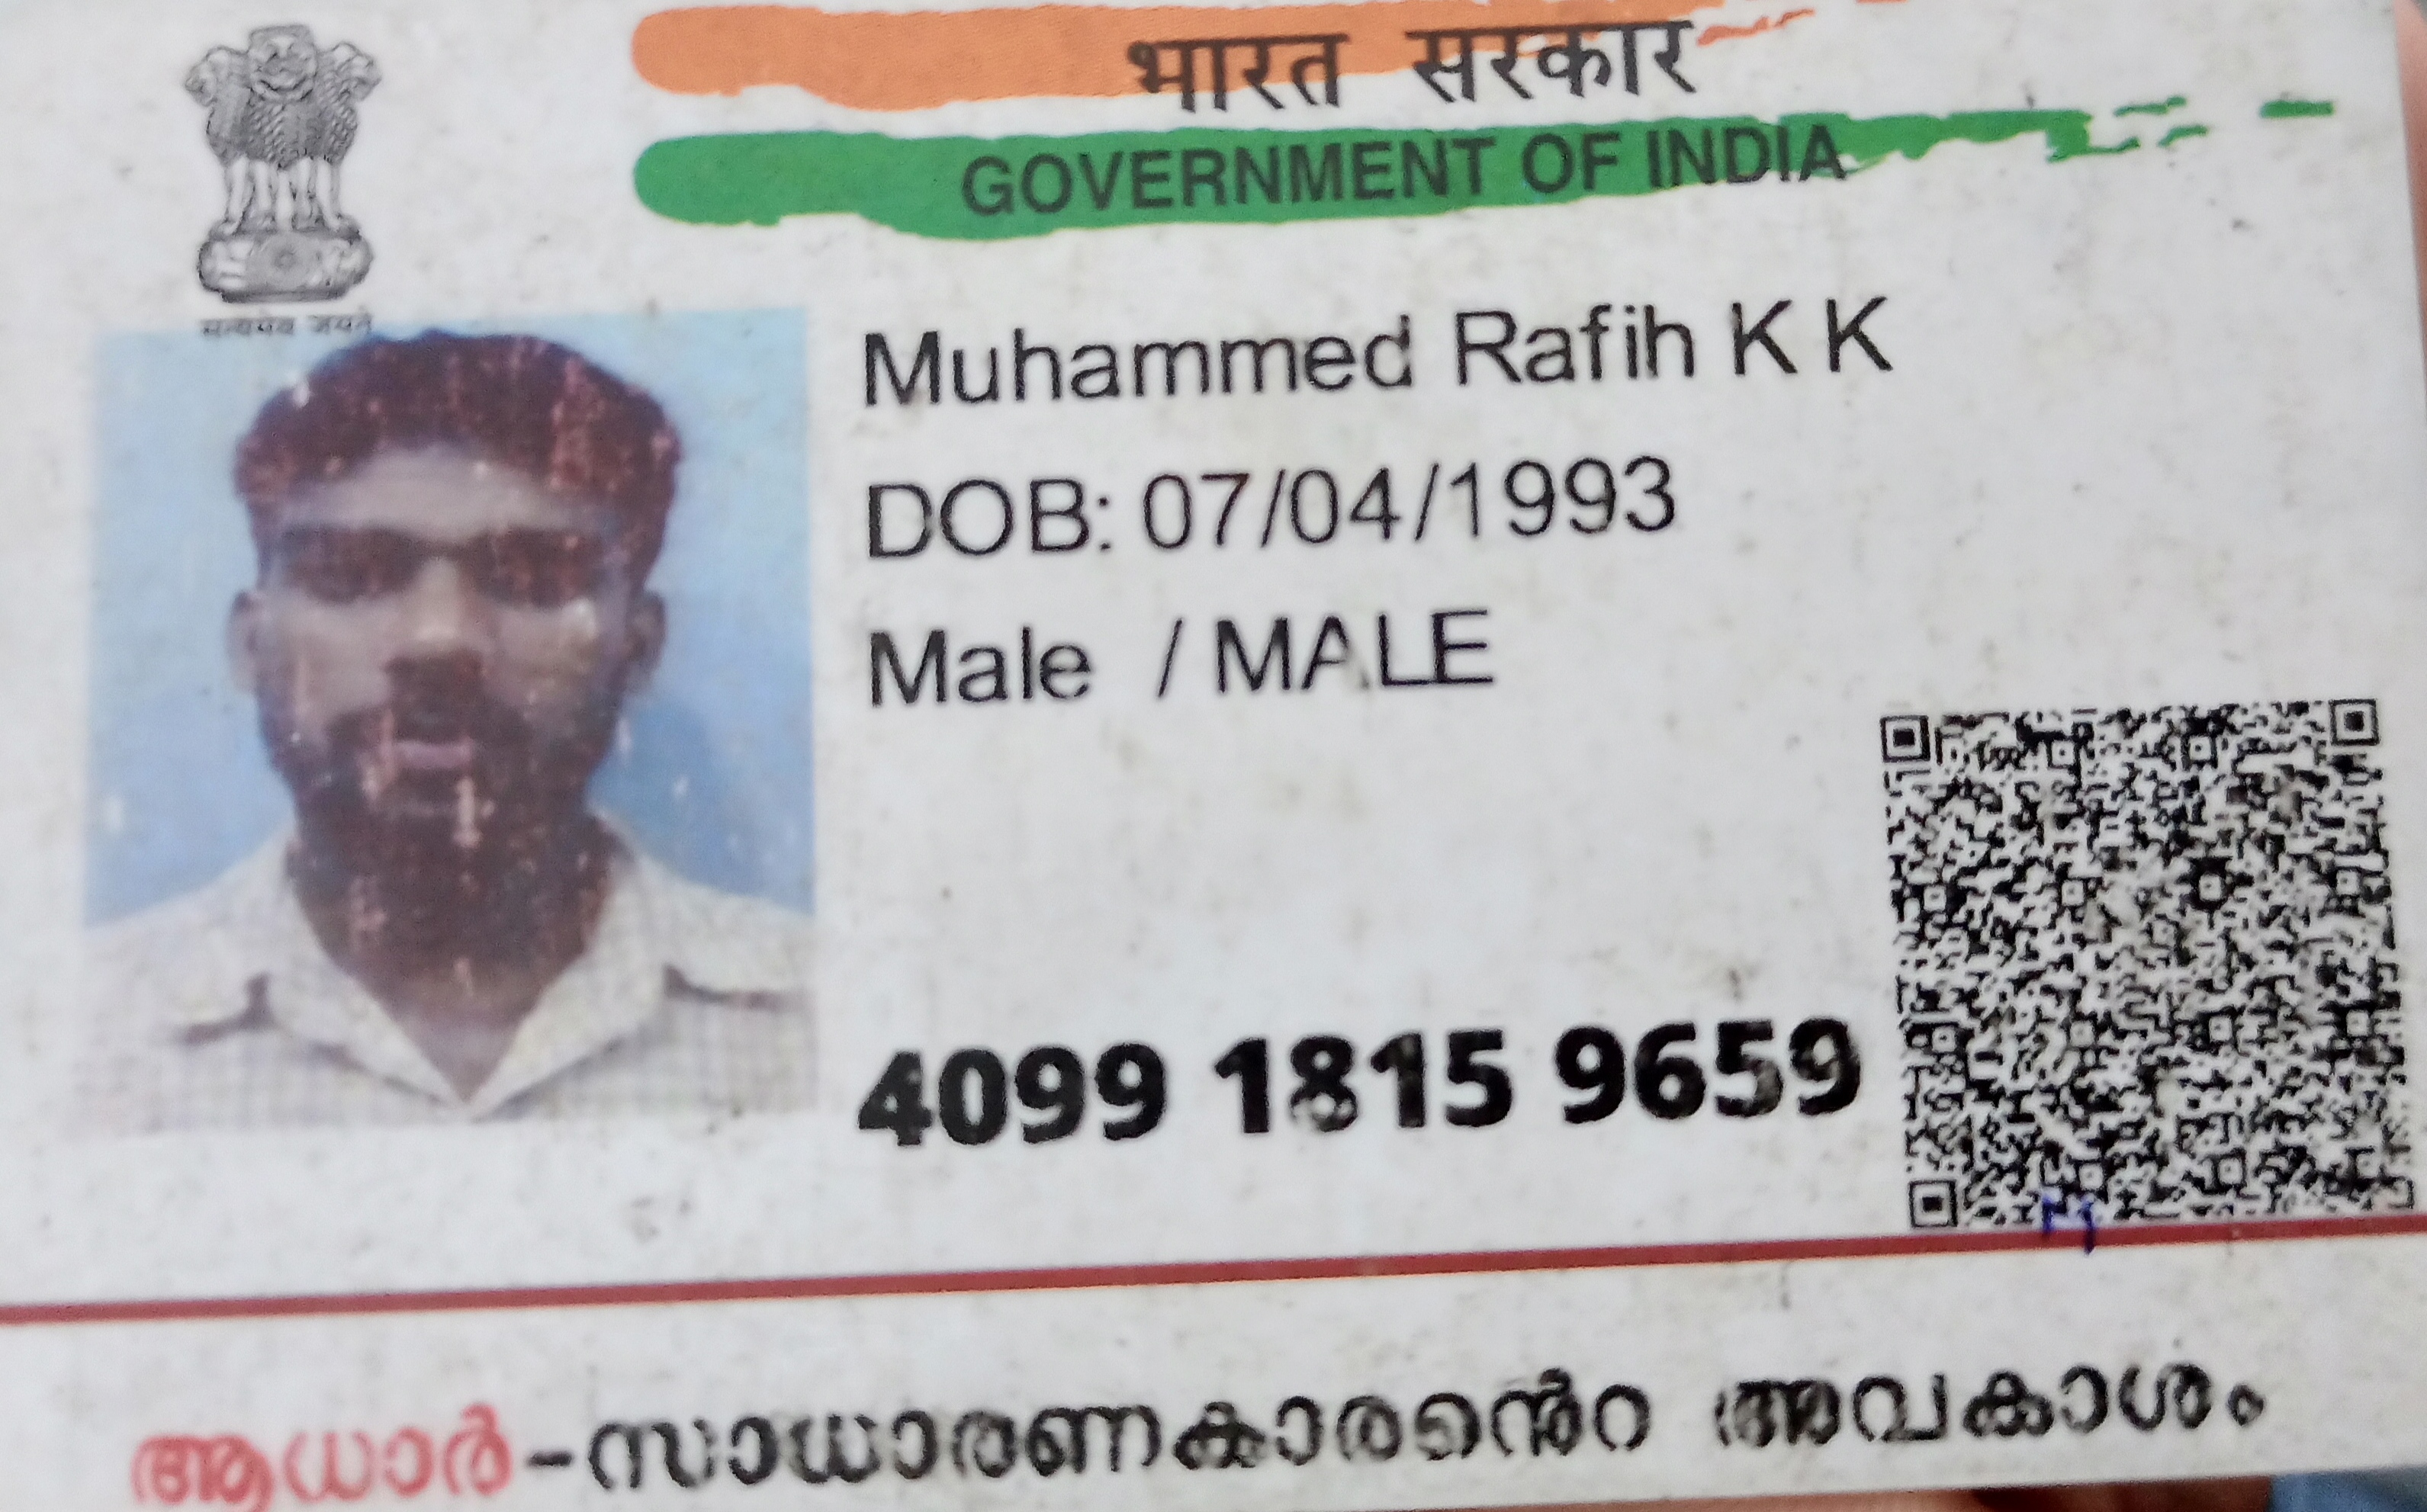 भारत सरकार
GOVERNMENT OF INDIA
सत्यमेव जयते
Muhammed Rafih K K
DOB: 07/04/1993
Male / MALE
4099 1815 9659
ആധാർ-സാധാരണകാരൻെറ അവകാശം